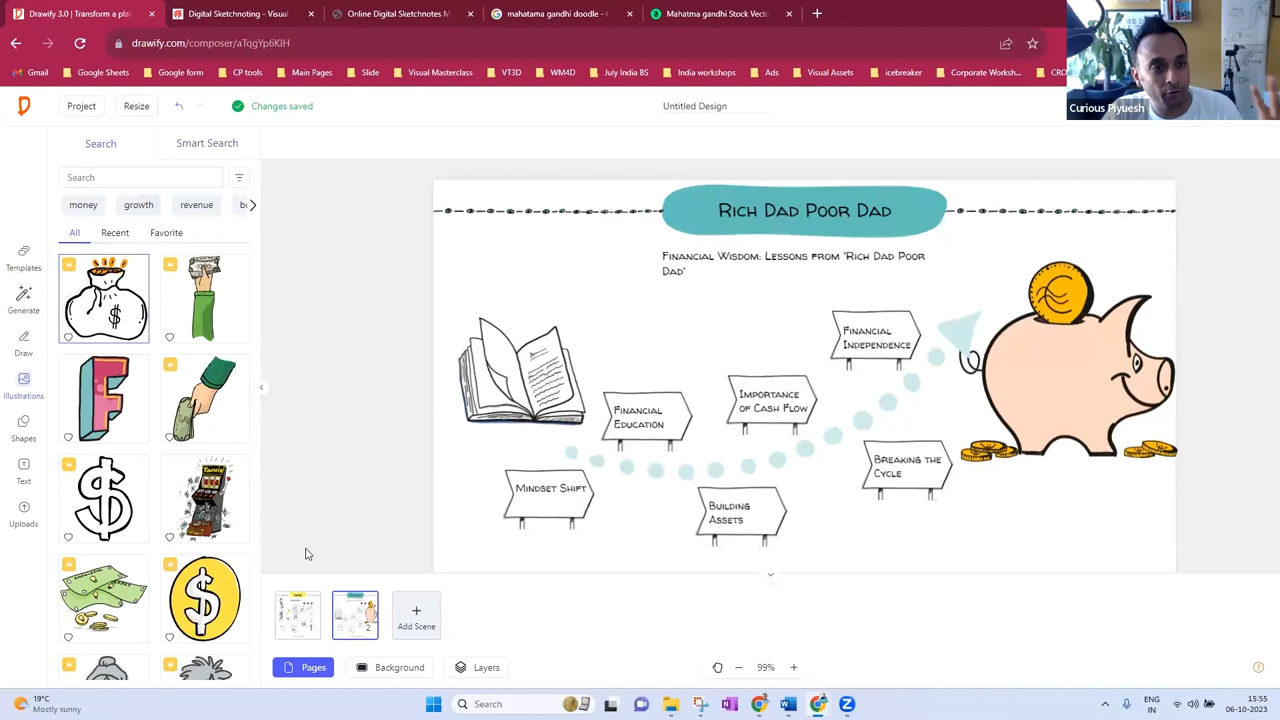 Drawify 3.0 | Transform a pla
Digital Sketchnoting - Visual
Online Digital Sketchnotes M
mahatama gandhi doodle - G
Mahatma gandhi Stock Vecto
drawify.com/composer/aTqgYp6KIH
Gmail
Google Sheets
Google form
CP tools
Main Pages
Slide
Visual Masterclass
VT3D
WM4D
July India BS
India workshops
Ads
Visual Assets
icebreaker
Corporate Worksh...
CRO
Curious Piyuesh
Project
Resize
Changes saved
Untitled Design
Search
Smart Search
Search
money
growth
revenue
bu
All
Recent
Favorite
Templates
Generate
Draw
Illustrations
Shapes
Text
Uploads
Rich Dad Poor Dad
Financial Wisdom: Lessons from 'Rich Dad Poor
Dad'
Financial
Independence
Importance
of Cash Flow
Financial
Education
Breaking the
Cycle
Mindset Shift
Building
Assets
1
2
Add Scene
Pages
Background
Layers
99%
19°C
Mostly sunny
Search
ENG
IN
15:55
06-10-2023